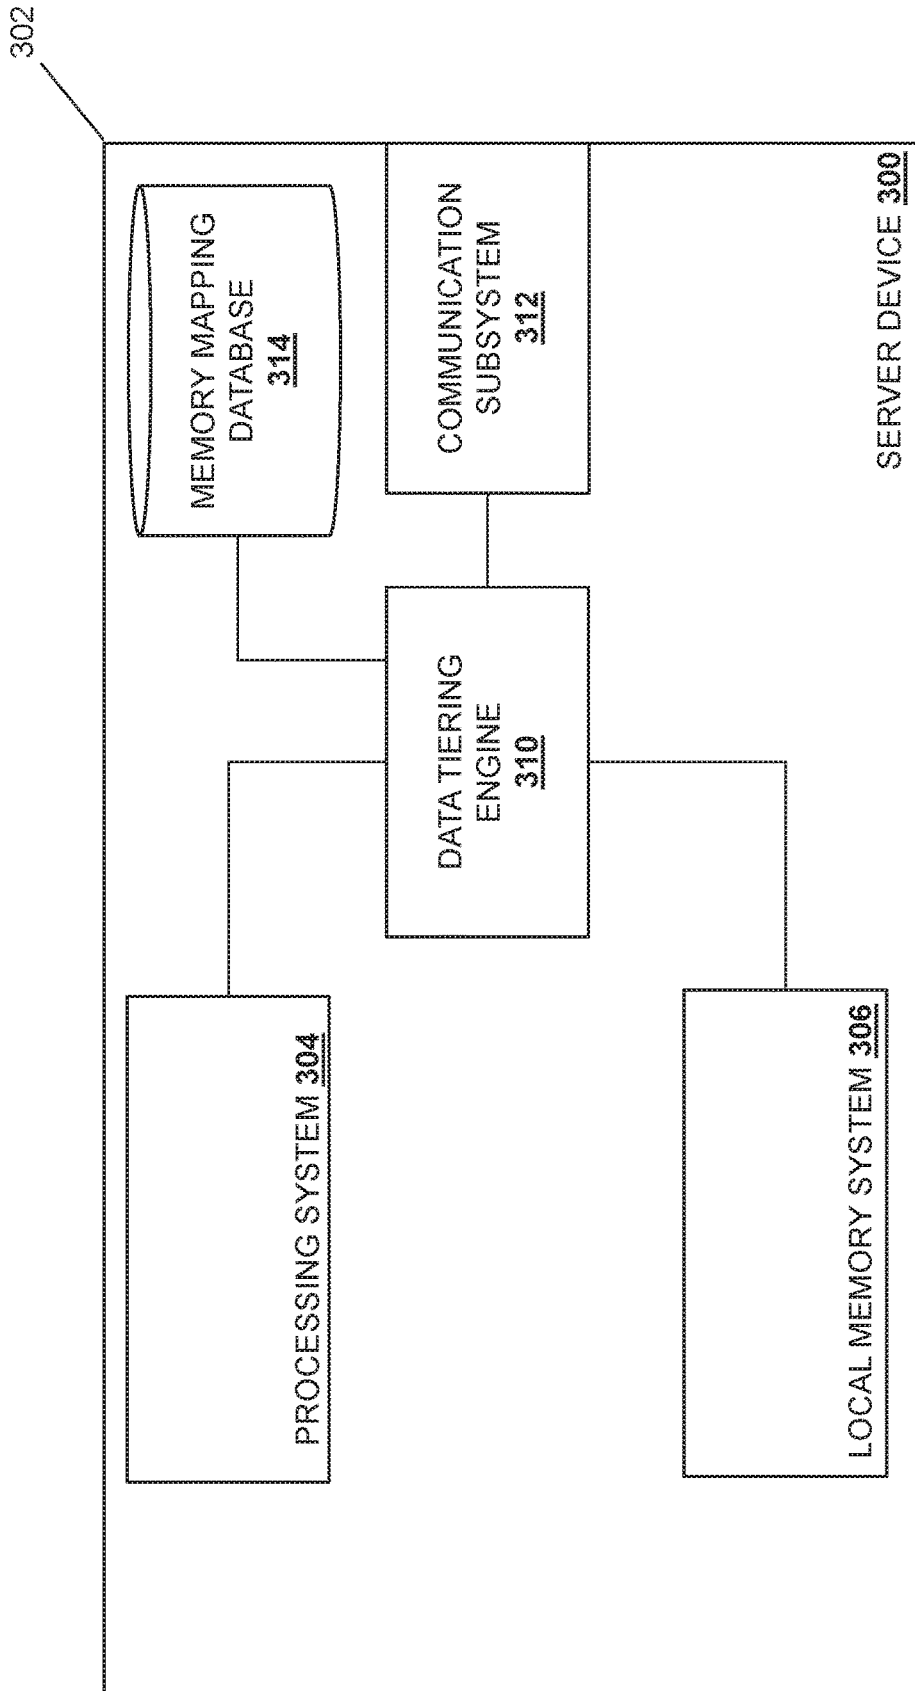 302
PROCESSING SYSTEM 304
MEMORY MAPPING
DATABASE
314
DATA TIERING
ENGINE
310
COMMUNICATION
SUBSYSTEM
312
LOCAL MEMORY SYSTEM 306
SERVER DEVICE 300